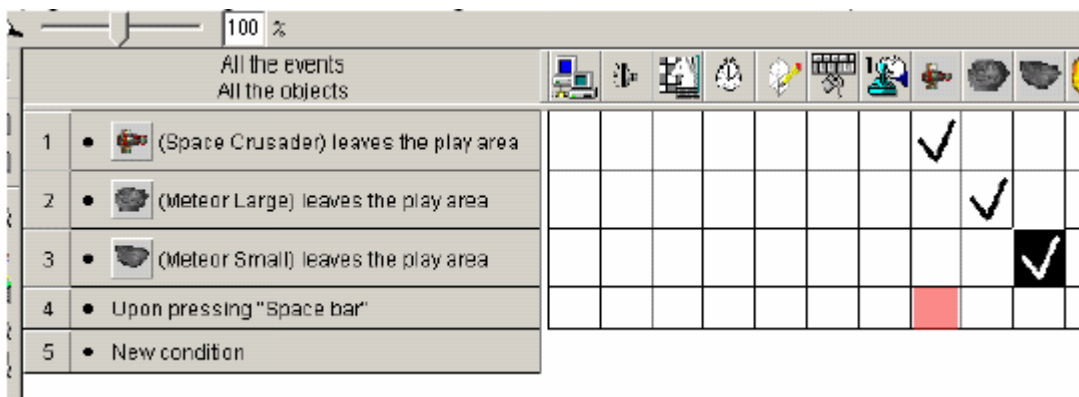 100 %
All the events
All the objects
1 • (Space Crusader) leaves the play area
2 • (Meteor Large) leaves the play area
3 • (Meteor Small) leaves the play area
4 • Upon pressing "Space bar"
5 • New condition